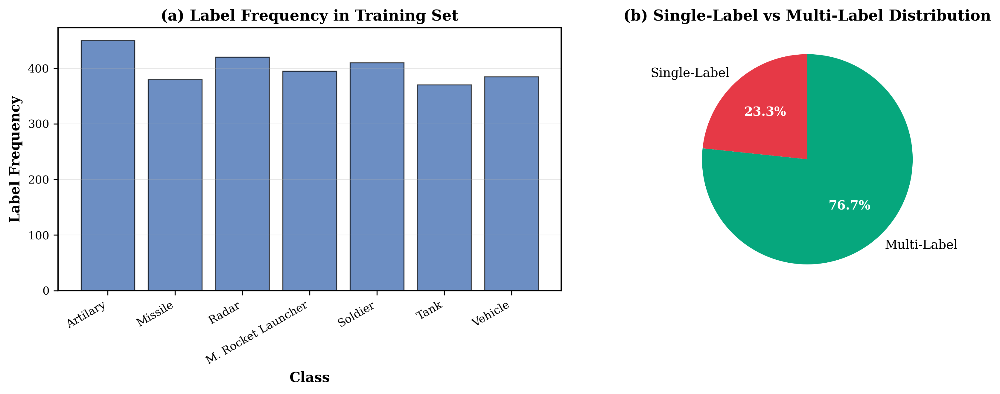 (a) Label Frequency in Training Set
Label Frequency
400
300
200
100
0
Artilary
Missile
Radar
M. Rocket Launcher
Soldier
Tank
Vehicle
Class
(b) Single-Label vs Multi-Label Distribution
Single-Label
23.3%
76.7%
Multi-Label